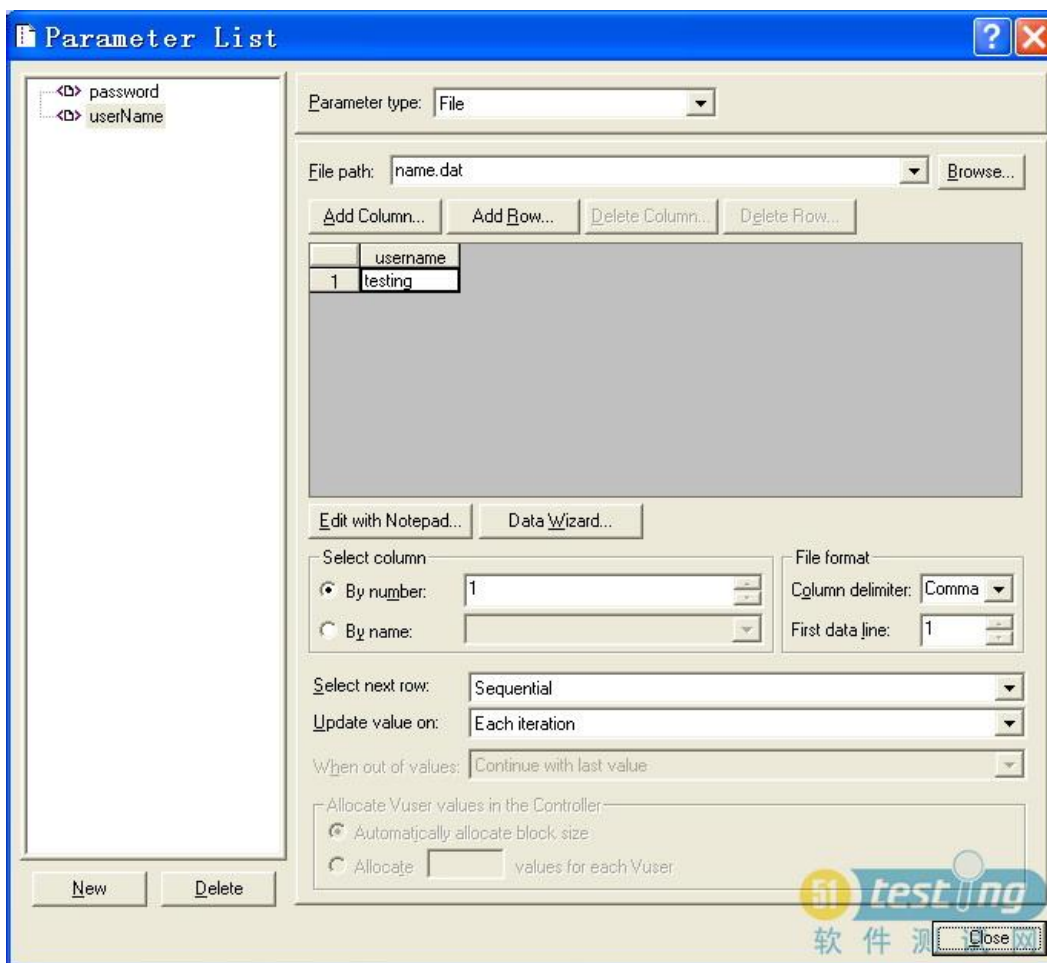 Parameter List
password
userName
Parameter type: File
File path: name.dat Browse...
Add Column... Add Row... Delete Column... Delete Row...
username
1 testing
Edit with Notepad... Data Wizard...
Select column
By number: 1
By name:
File format
Column delimiter: Comma
First data line: 1
Select next row: Sequential
Update value on: Each iteration
When out of values: Continue with last value
Allocate Vuser values in the Controller
Automatically allocate block size
Allocate values for each Vuser
New Delete
51 testing
软件测 网
Close